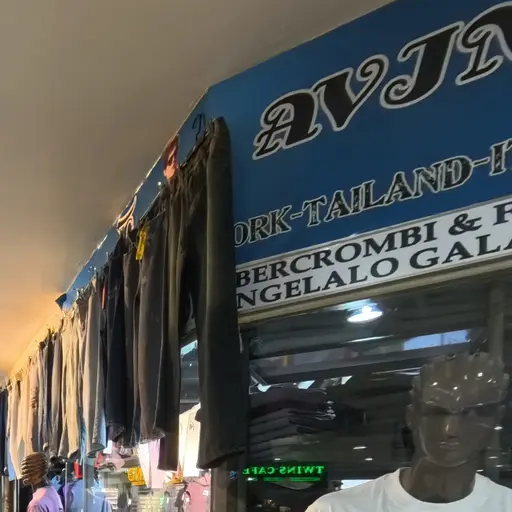 AVJN
ORK-TAILAND-IT
BERCROMBI & F
NGELALO GALA
TWINS CAFE